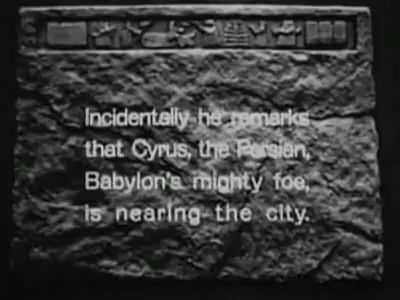 Incidentally he remarks
that Cyrus, the Persian,
Babylon's mighty foe,
is nearing the city.